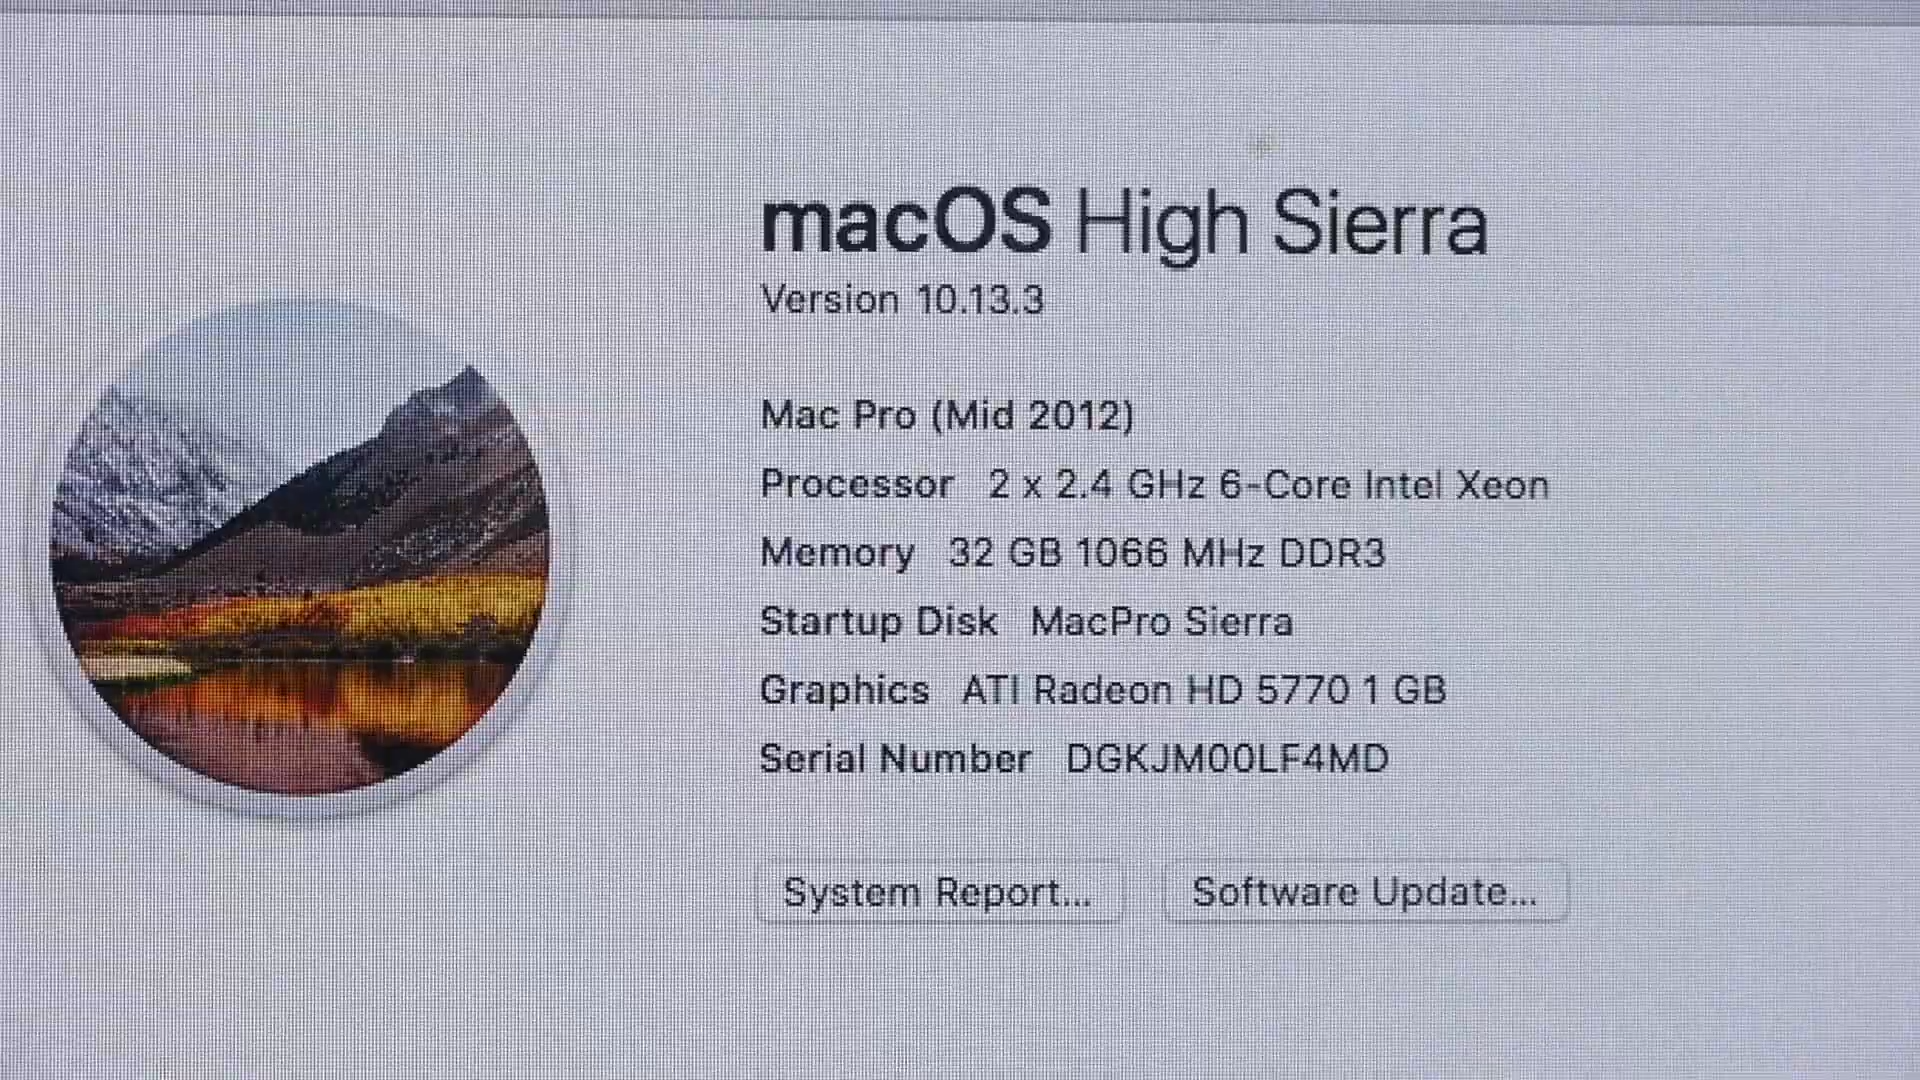 macOS High Sierra
Version 10.13.3
Mac Pro (Mid 2012)
Processor 2 x 2.4 GHz 6-Core Intel Xeon
Memory 32 GB 1066 MHz DDR3
Startup Disk MacPro Sierra
Graphics ATI Radeon HD 5770 1 GB
Serial Number DGKJM00LF4MD
System Report...
Software Update...